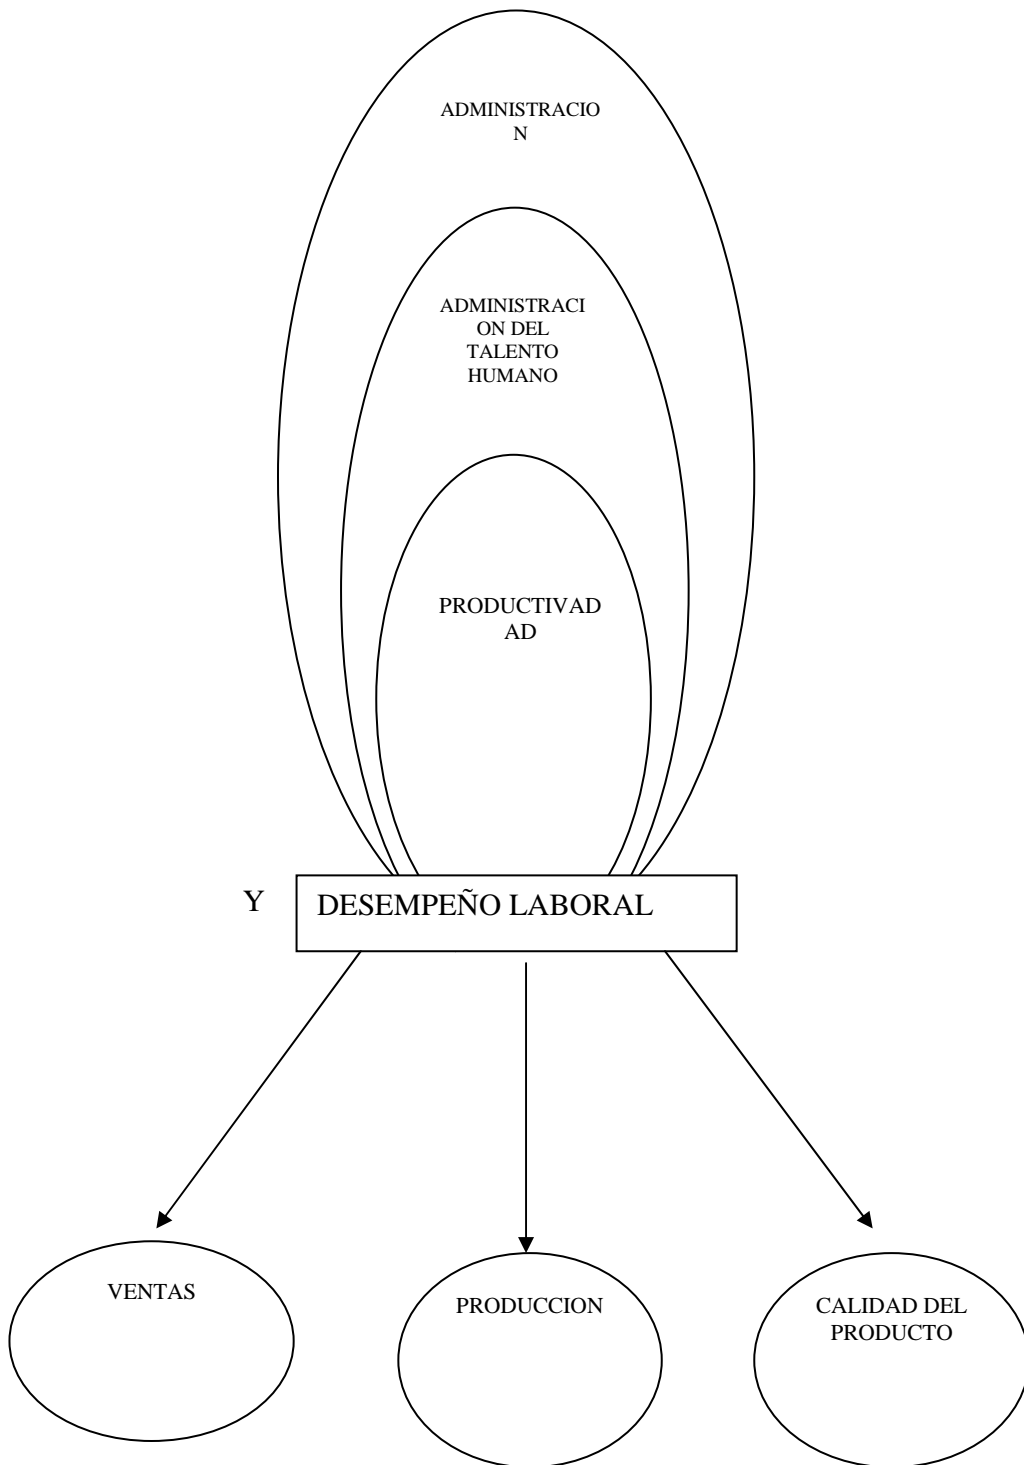 ADMINISTRACIO
N
ADMINISTRACI
ON DEL
TALENTO
HUMANO
PRODUCTIVAD
AD
Y
DESEMPEÑO LABORAL
VENTAS
PRODUCCION
CALIDAD DEL
PRODUCTO